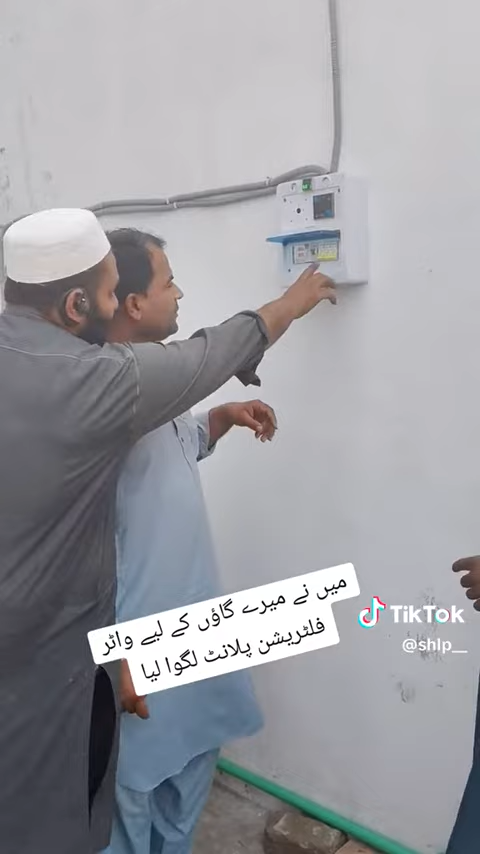 میں نے میرے گاؤں کے لیے واٹر
فلٹریشن پلانٹ لگوا لیا
TikTok
@shlp__